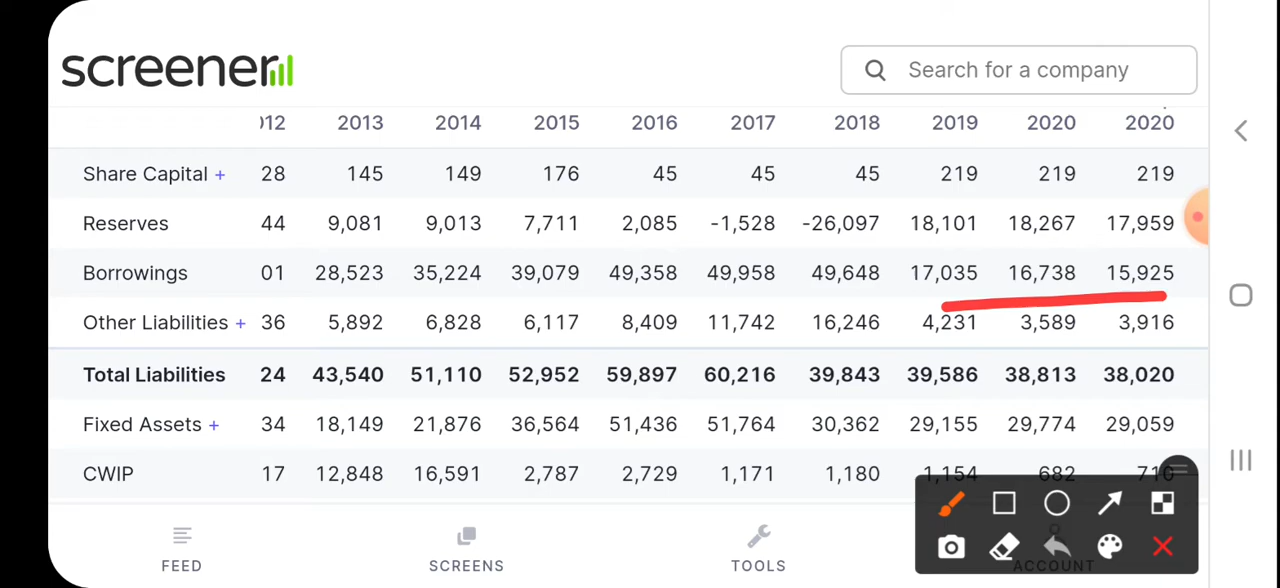 screener
Search for a company
012 2013 2014 2015 2016 2017 2018 2019 2020 2020
Share Capital + 28 145 149 176 45 45 45 219 219 219
Reserves 44 9,081 9,013 7,711 2,085 -1,528 -26,097 18,101 18,267 17,959
Borrowings 01 28,523 35,224 39,079 49,358 49,958 49,648 17,035 16,738 15,925
Other Liabilities + 36 5,892 6,828 6,117 8,409 11,742 16,246 4,231 3,589 3,916
Total Liabilities 24 43,540 51,110 52,952 59,897 60,216 39,843 39,586 38,813 38,020
Fixed Assets + 34 18,149 21,876 36,564 51,436 51,764 30,362 29,155 29,774 29,059
CWIP 17 12,848 16,591 2,787 2,729 1,171 1,180 1,154 682 710
FEED SCREENS TOOLS ACCOUNT